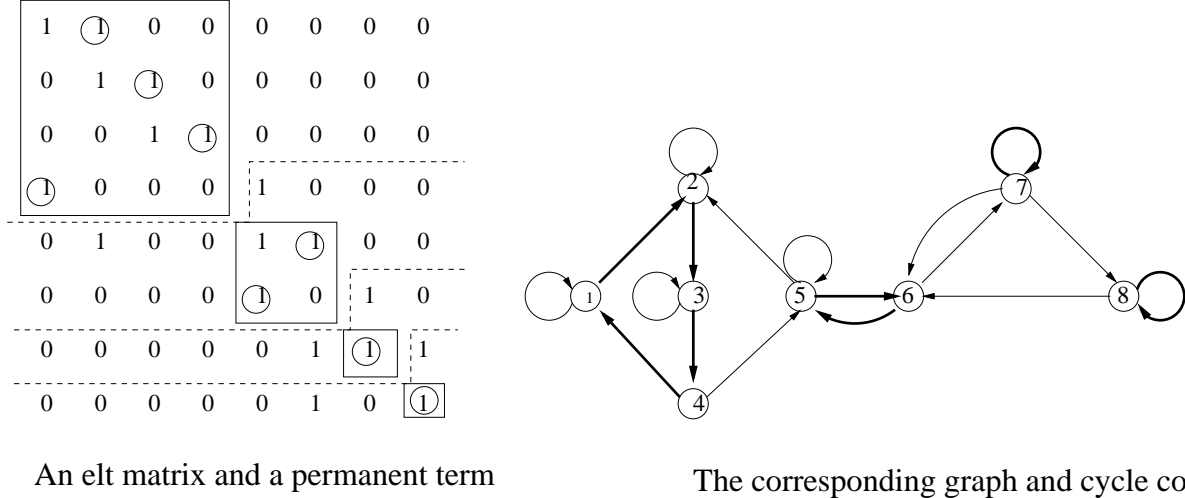 1 1 0 0 0 0 0 0
0 1 1 0 0 0 0 0
0 0 1 1 0 0 0 0
1 0 0 0 1 0 0 0
0 1 0 0 1 1 0 0
0 0 0 0 1 0 1 0
0 0 0 0 0 1 1 1
0 0 0 0 0 1 0 1
An elt matrix and a permanent term
2
7
1
3
5
6
8
4
The corresponding graph and cycle co